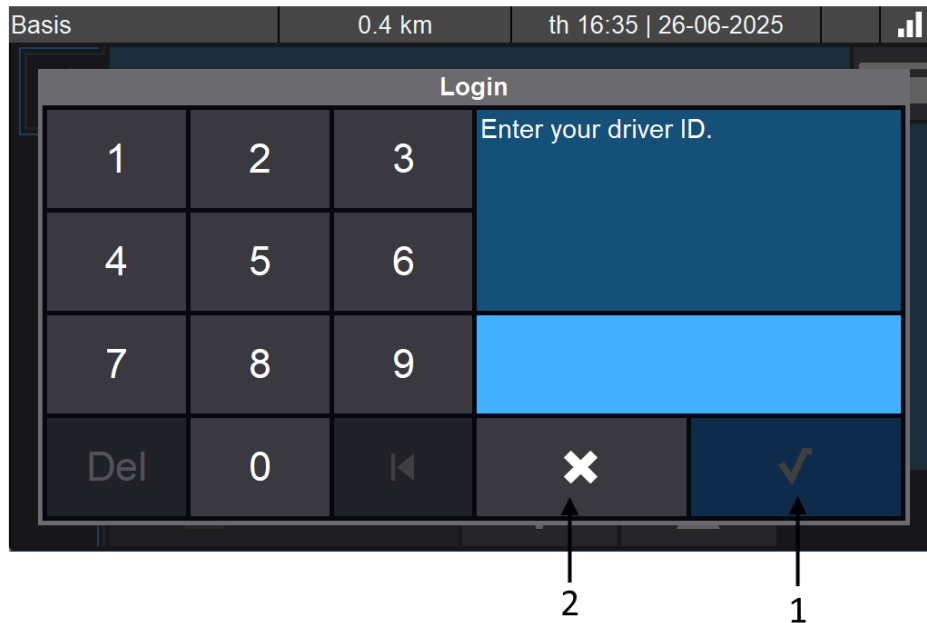 Basis 0.4 km th 16:35 | 26-06-2025
Login
1 2 3 Enter your driver ID.
4 5 6
7 8 9
Del 0
2 1